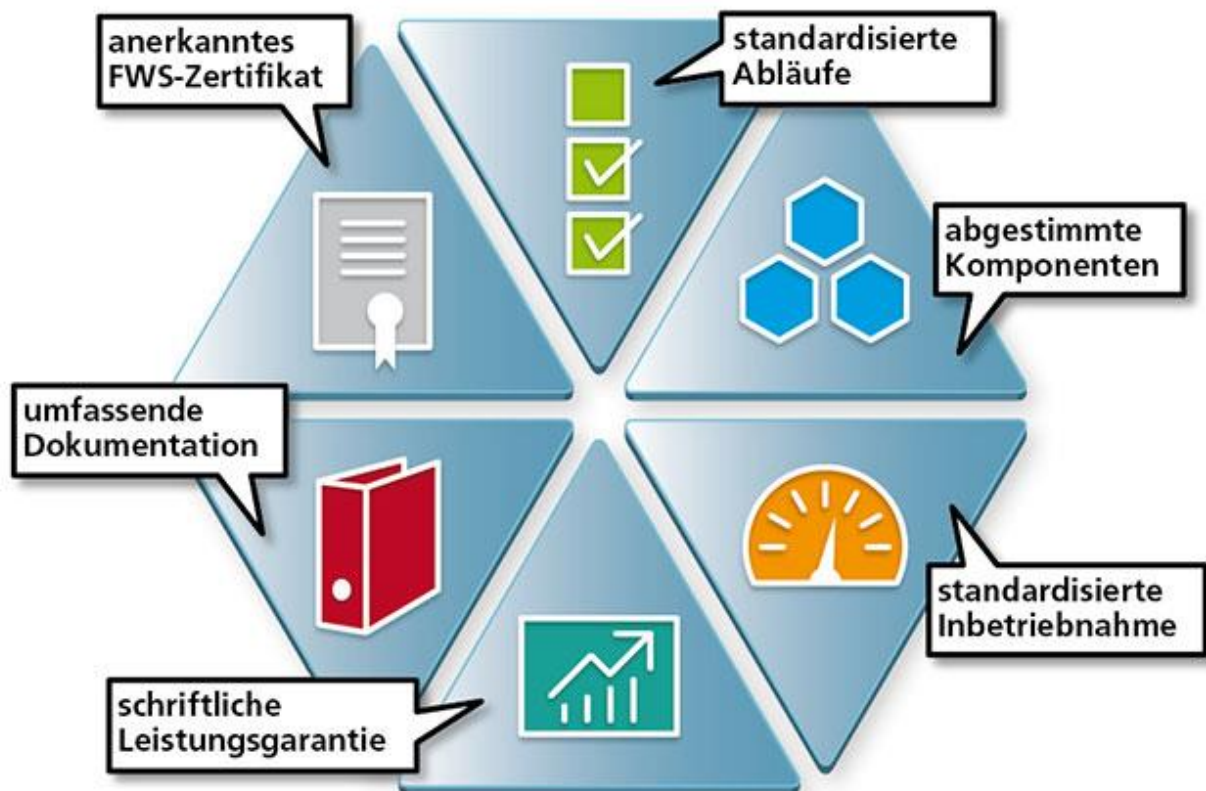 anerkanntes
FWS-Zertifikat
standardisierte
Abläufe
abgestimmte
Komponenten
umfassende
Dokumentation
standardisierte
Inbetriebnahme
schriftliche
Leistungsgarantie